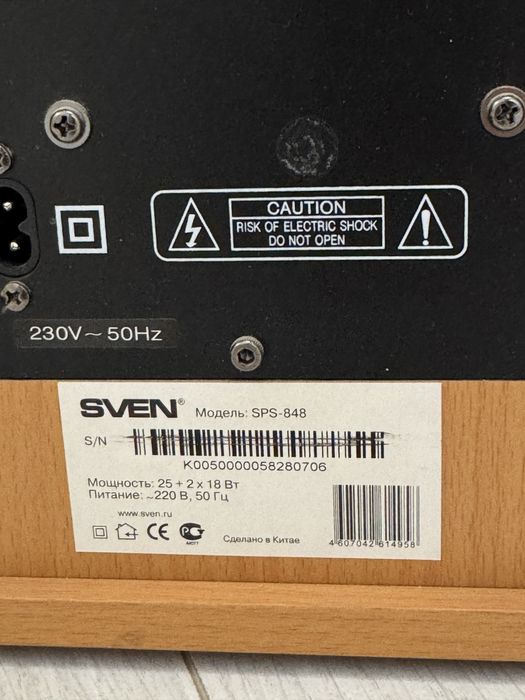 CAUTION
RISK OF ELECTRIC SHOCK
DO NOT OPEN
230V~ 50Hz
SVEN® Модель: SPS-848
S/N
K0050000058280706
Мощность: 25 + 2 x 18 Вт
Питание: ~220 В, 50 Гц
www.sven.ru
CE
Сделано в Китае
4 607042 614958